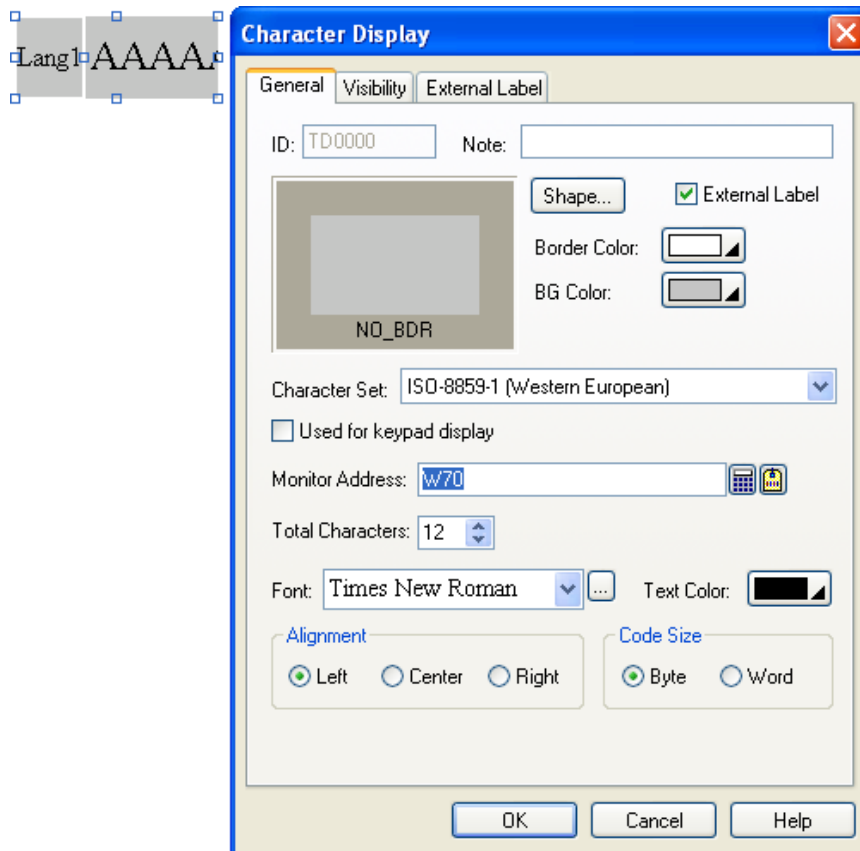 Lang1 AAAA
Character Display
General Visibility External Label
ID: TD0000 Note:
Shape... External Label
Border Color:
BG Color:
NO_BDR
Character Set: ISO-8859-1 (Western European)
Used for keypad display
Monitor Address: W70
Total Characters: 12
Font: Times New Roman ... Text Color:
Alignment Code Size
Left Center Right Byte Word
OK Cancel Help